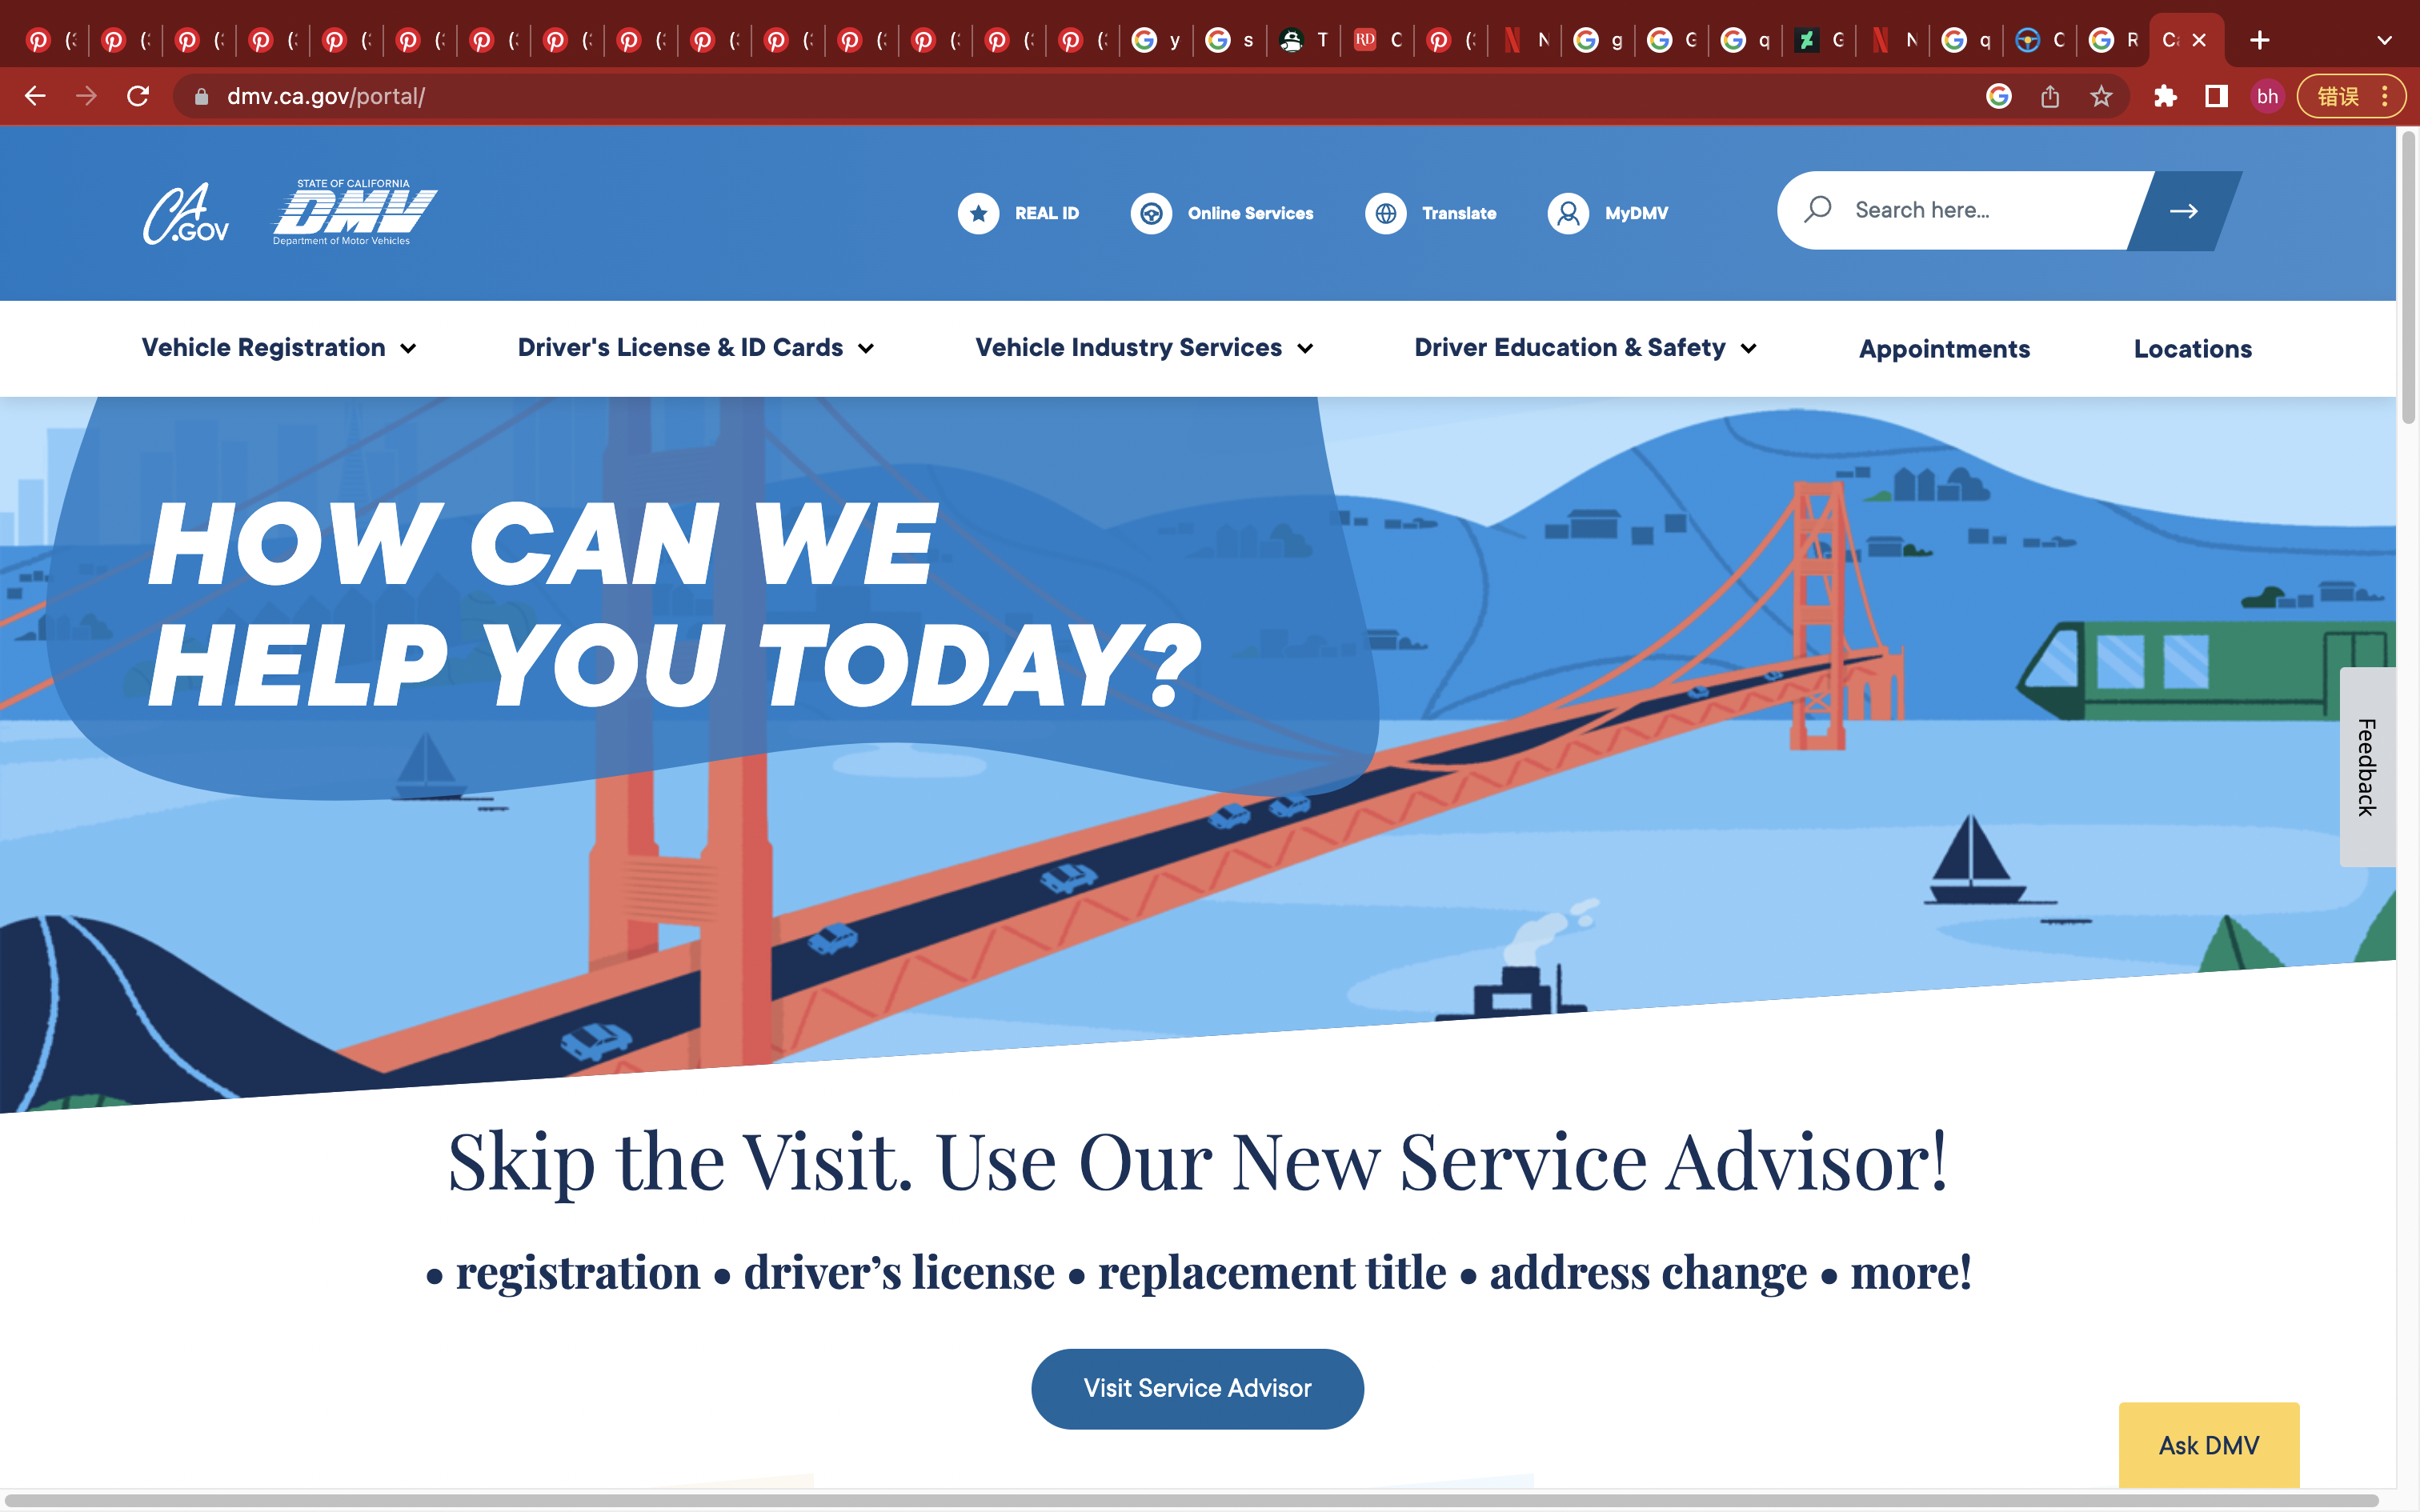 ( ( ( ( ( ( ( ( ( ( ( ( ( ( ( y s T RD C ( N g G q G N q C R C
dmv.ca.gov/portal/ bh 错误
CA.GOV
STATE OF CALIFORNIA
DMV
Department of Motor Vehicles
REAL ID Online Services Translate MyDMV Search here...
Vehicle Registration Driver's License & ID Cards Vehicle Industry Services Driver Education & Safety Appointments Locations
HOW CAN WE
HELP YOU TODAY?
Feedback
Skip the Visit. Use Our New Service Advisor!
• registration • driver’s license • replacement title • address change • more!
Visit Service Advisor
Ask DMV